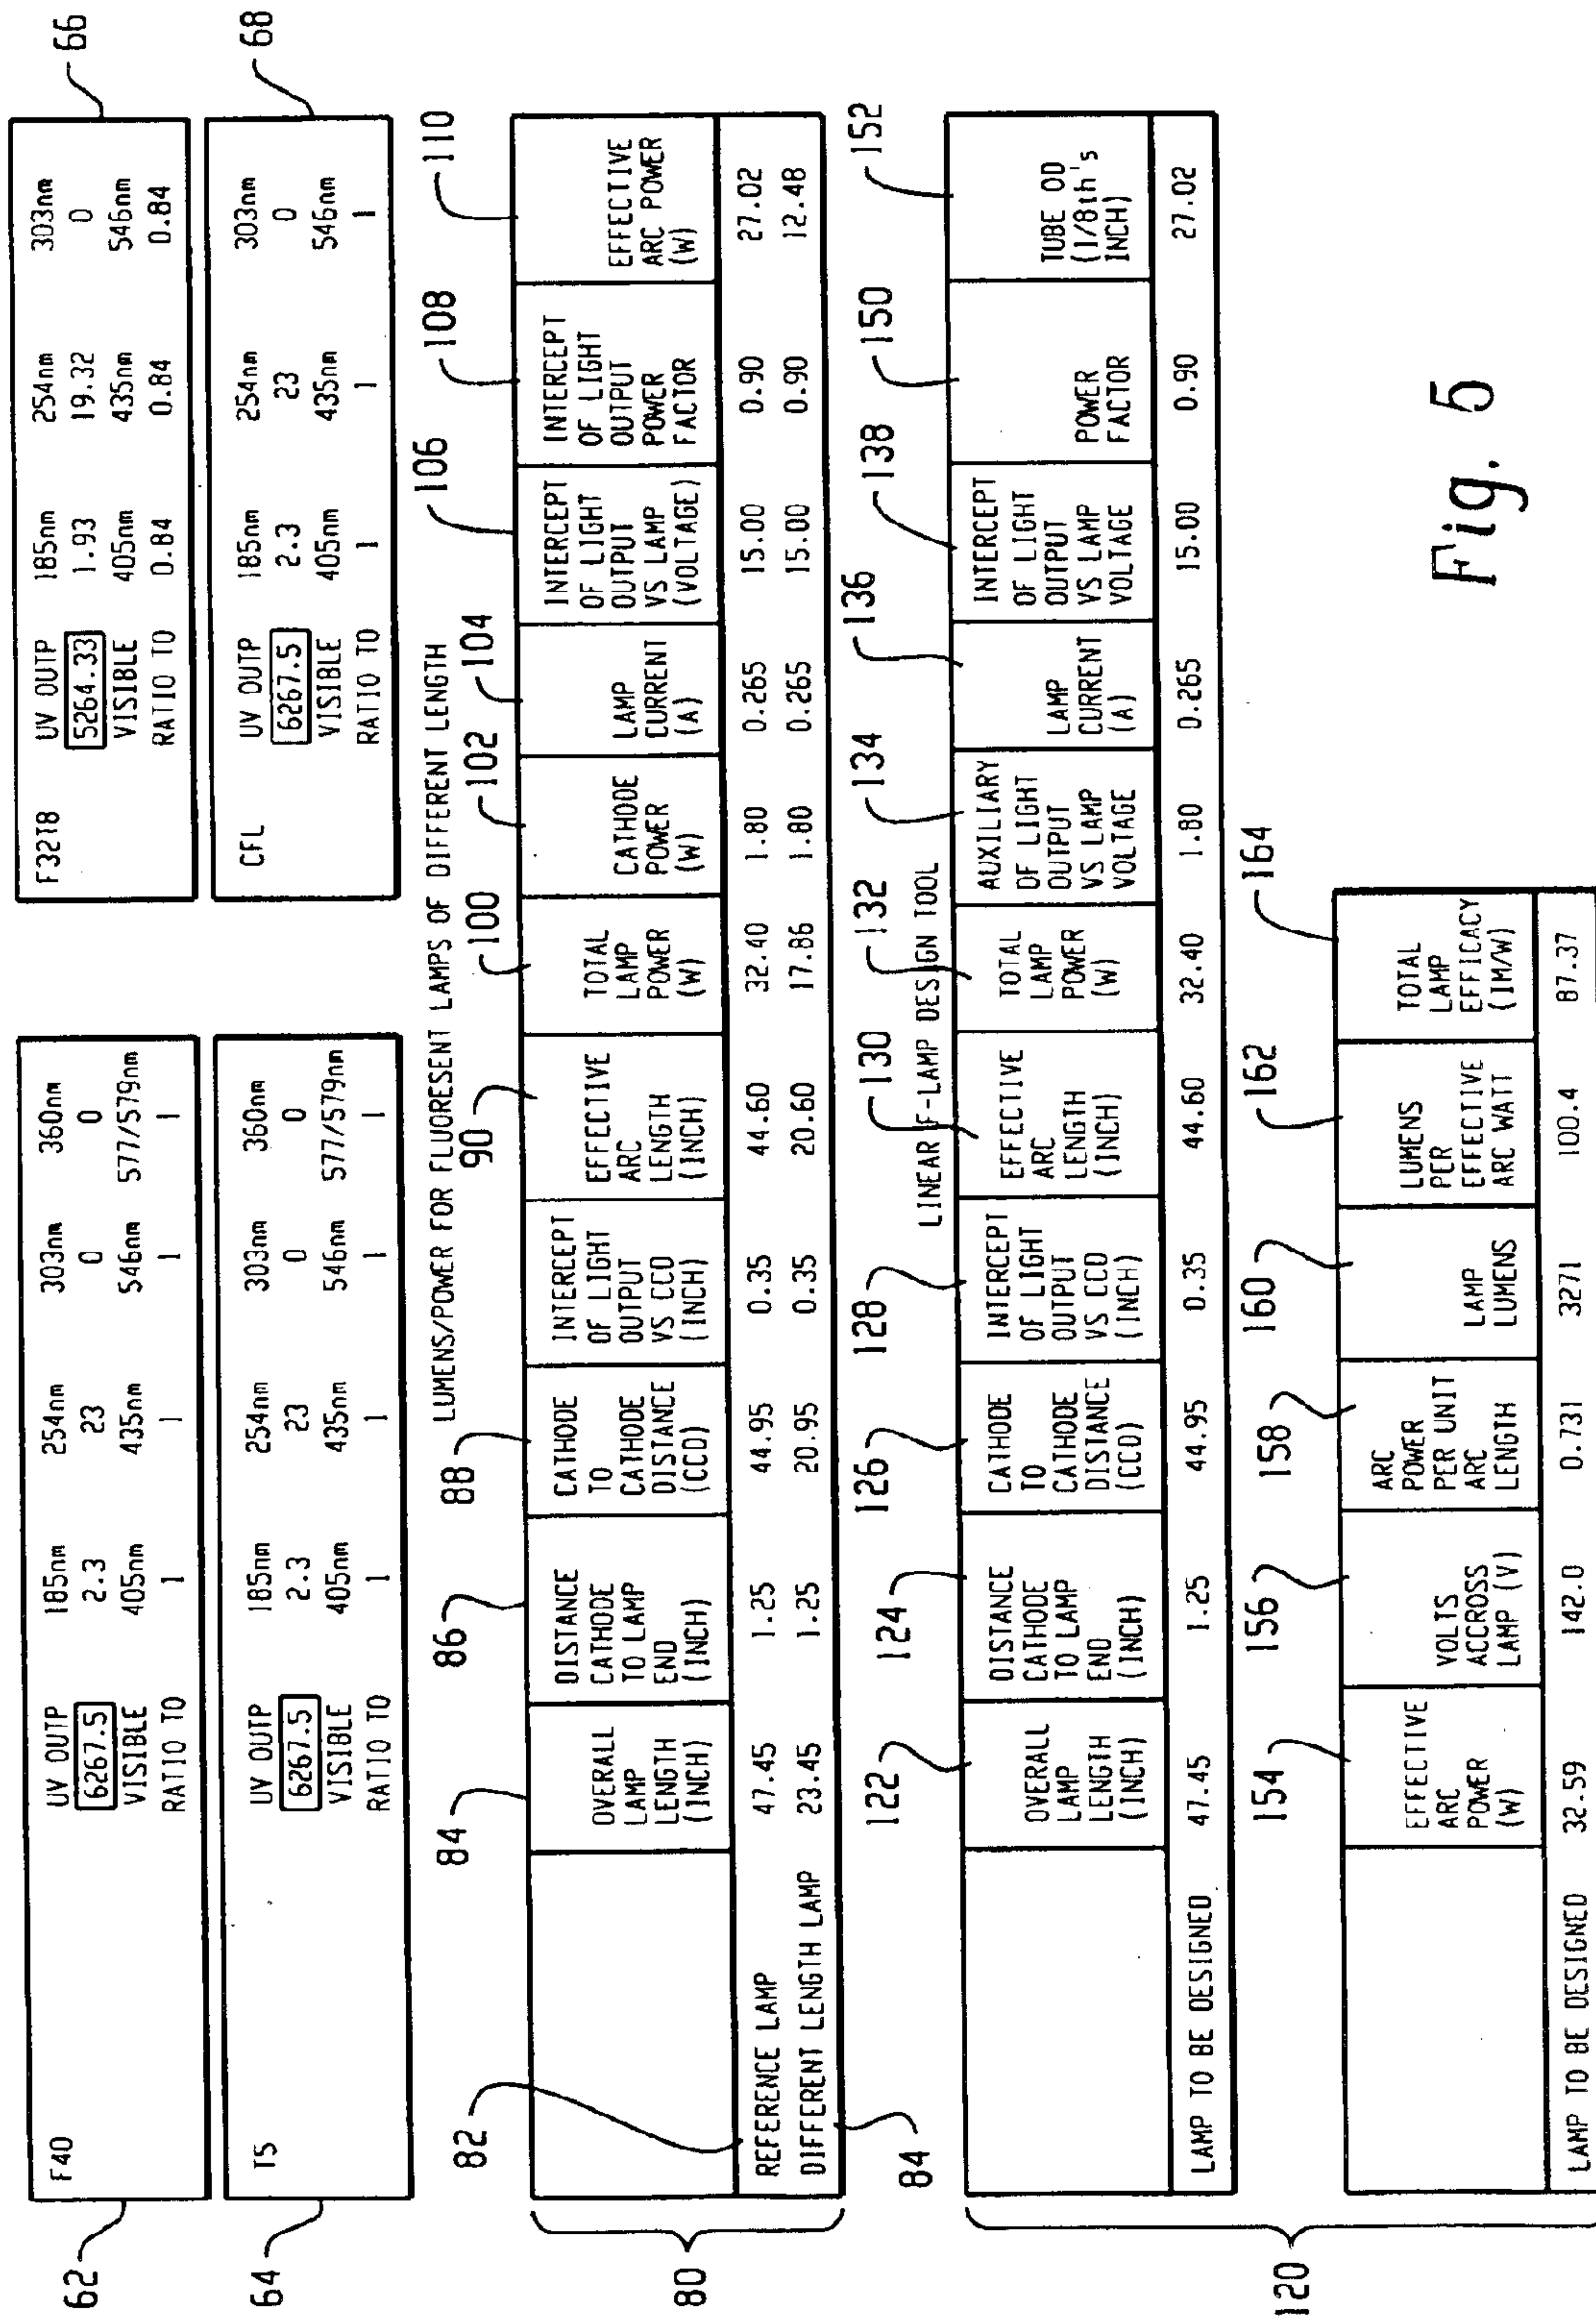 62
F40
UV OUTP 185nm 254nm 303nm 360nm
6267.5 2.3 23 0 0
VISIBLE 405nm 435nm 546nm 577/579nm
RATIO TO 1 1 1 1
64
T5
UV OUTP 185nm 254nm 303nm 360nm
6267.5 2.3 23 0 0
VISIBLE 405nm 435nm 546nm 577/579nm
RATIO TO 1 1 1 1
66
F32T8
UV OUTP 185nm 254nm 303nm
5264.33 1.93 19.32 0
VISIBLE 405nm 435nm 546nm
RATIO TO 0.84 0.84 0.84
68
CFL
UV OUTP 185nm 254nm 303nm
6267.5 2.3 23 0
VISIBLE 405nm 435nm 546nm
RATIO TO 1 1 1
LUMENS/POWER FOR FLUORESENT LAMPS OF DIFFERENT LENGTH
80
82
84 86 88 90 100 102 104 106 108 110
OVERALL
LAMP
LENGTH
(INCH)
DISTANCE
CATHODE
TO LAMP
END
(INCH)
CATHODE
TO
CATHODE
DISTANCE
(CCD)
INTERCEPT
OF LIGHT
OUTPUT
VS CCD
(INCH)
EFFECTIVE
ARC
LENGTH
(INCH)
TOTAL
LAMP
POWER
(W)
CATHODE
POWER
(W)
LAMP
CURRENT
(A)
INTERCEPT
OF LIGHT
OUTPUT
VS LAMP
(VOLTAGE)
INTERCEPT
OF LIGHT
OUTPUT
POWER
FACTOR
EFFECTIVE
ARC POWER
(W)
REFERENCE LAMP 47.45 1.25 44.95 0.35 44.60 32.40 1.80 0.265 15.00 0.90 27.02
DIFFERENT LENGTH LAMP 23.45 1.25 20.95 0.35 20.60 17.86 1.80 0.265 15.00 0.90 12.48
84
LINEAR F-LAMP DESIGN TOOL
120
122 124 126 128 130 132 134 136 138 150 152
OVERALL
LAMP
LENGTH
(INCH)
DISTANCE
CATHODE
TO LAMP
END
(INCH)
CATHODE
TO
CATHODE
DISTANCE
(CCD)
INTERCEPT
OF LIGHT
OUTPUT
VS CCD
(INCH)
EFFECTIVE
ARC
LENGTH
(INCH)
TOTAL
LAMP
POWER
(W)
AUXILIARY
OF LIGHT
OUTPUT
VS LAMP
VOLTAGE
LAMP
CURRENT
(A)
INTERCEPT
OF LIGHT
OUTPUT
VS LAMP
VOLTAGE
POWER
FACTOR
TUBE OD
(1/8th's
INCH)
LAMP TO BE DESIGNED 47.45 1.25 44.95 0.35 44.60 32.40 1.80 0.265 15.00 0.90 27.02
154 156 158 160 162 164
EFFECTIVE
ARC
POWER
(W)
VOLTS
ACCROSS
LAMP (V)
ARC
POWER
PER UNIT
ARC
LENGTH
LAMP
LUMENS
LUMENS
PER
EFFECTIVE
ARC WATT
TOTAL
LAMP
EFFICACY
(IM/W)
LAMP TO BE DESIGNED 32.59 142.0 0.731 3271 100.4 87.37
Fig. 5